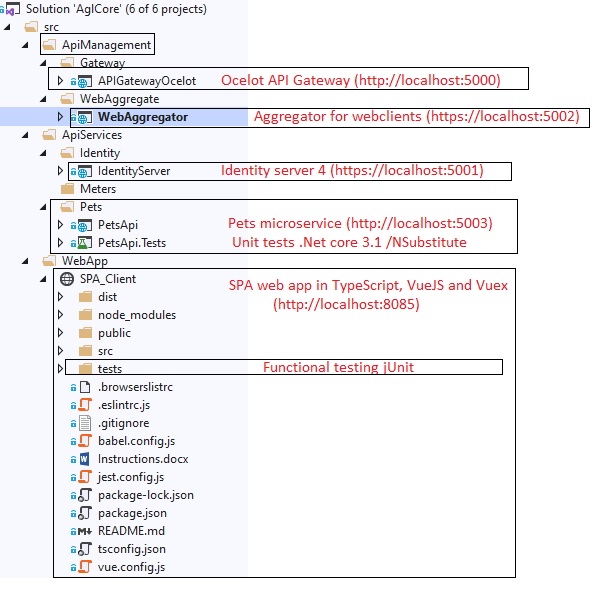 Solution 'AglCore' (6 of 6 projects)
src
ApiManagement
Gateway
APIGatewayOcelot Ocelot API Gateway (http://localhost:5000)
WebAggregate
WebAggregator Aggregator for webclients (https://localhost:5002)
ApiServices
Identity
IdentityServer Identity server 4 (https://localhost:5001)
Meters
Pets
PetsApi Pets microservice (http://localhost:5003)
PetsApi.Tests Unit tests .Net core 3.1 /NSubstitute
WebApp
SPA_Client SPA web app in TypeScript, VueJS and Vuex
dist (http://localhost:8085)
node_modules
public
src
tests Functional testing jUnit
.browserslistrc
.eslintrc.js
.gitignore
babel.config.js
Instructions.docx
jest.config.js
package-lock.json
package.json
README.md
tsconfig.json
vue.config.js